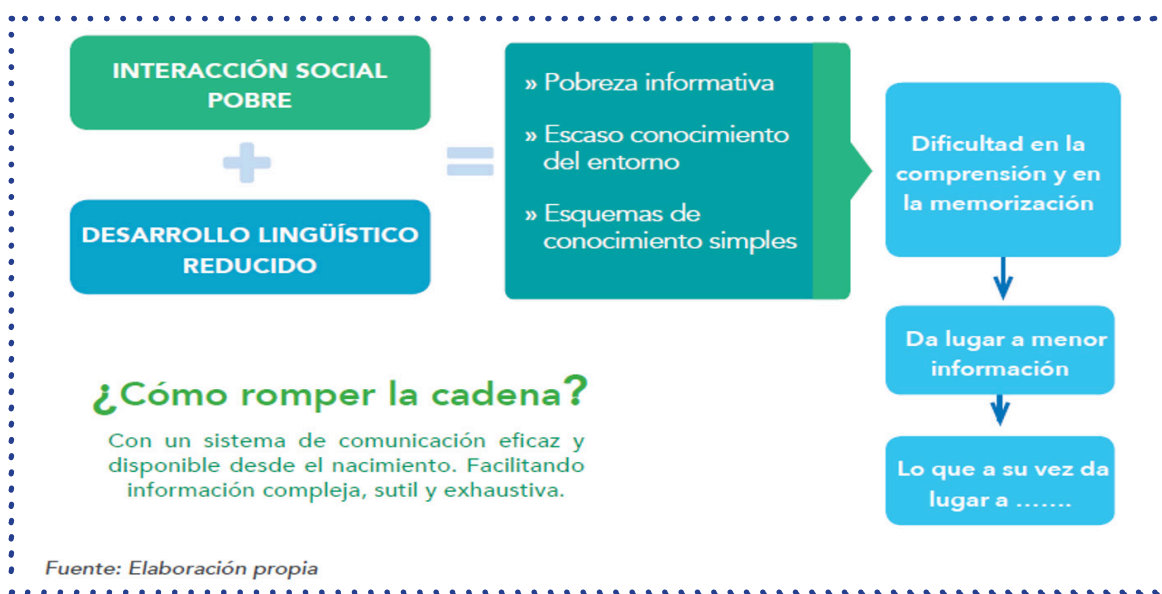 INTERACCIÓN SOCIAL
POBRE
+
DESARROLLO LINGÜÍSTICO
REDUCIDO
=
» Pobreza informativa
» Escaso conocimiento
del entorno
» Esquemas de
conocimiento simples
Dificultad en la
comprensión y en
la memorización
Da lugar a menor
información
Lo que a su vez da
lugar a …….
¿Cómo romper la cadena?
Con un sistema de comunicación eficaz y
disponible desde el nacimiento. Facilitando
información compleja, sutil y exhaustiva.
Fuente: Elaboración propia